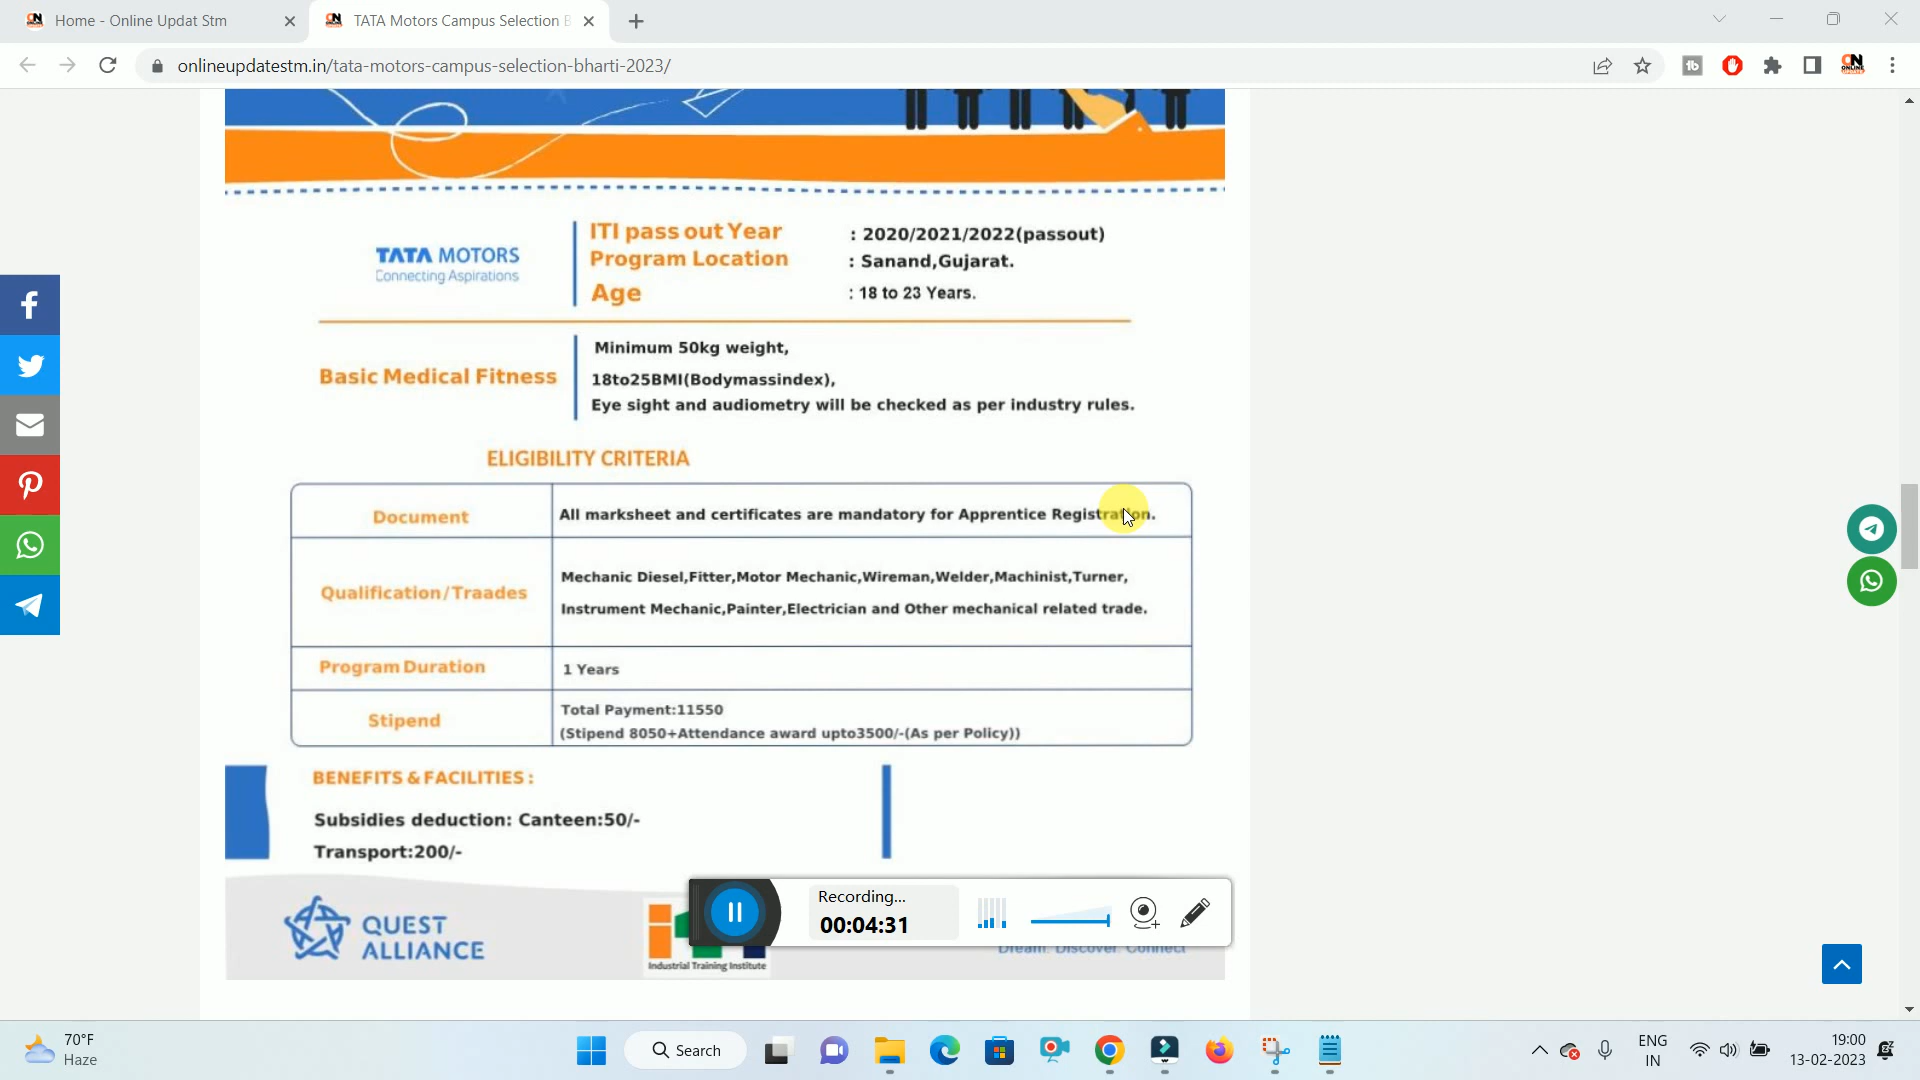 Home - Online Updat Stm
TATA Motors Campus Selection B
onlineupdatestm.in/tata-motors-campus-selection-bharti-2023/
TATA MOTORS
Connecting Aspirations
ITI pass out Year : 2020/2021/2022(passout)
Program Location : Sanand,Gujarat.
Age : 18 to 23 Years.
Basic Medical Fitness
Minimum 50kg weight,
18to25BMI(Bodymassindex),
Eye sight and audiometry will be checked as per industry rules.
ELIGIBILITY CRITERIA
Document
All marksheet and certificates are mandatory for Apprentice Registration.
Qualification/Traades
Mechanic Diesel,Fitter,Motor Mechanic,Wireman,Welder,Machinist,Turner,
Instrument Mechanic,Painter,Electrician and Other mechanical related trade.
Program Duration
1 Years
Stipend
Total Payment:11550
(Stipend 8050+Attendance award upto3500/-(As per Policy))
BENEFITS & FACILITIES :
Subsidies deduction: Canteen:50/-
Transport:200/-
QUEST
ALLIANCE
Industrial Training Institute
Dream. Discover. Connect
Recording...
00:04:31
70°F
Haze
Search
ENG
IN
19:00
13-02-2023